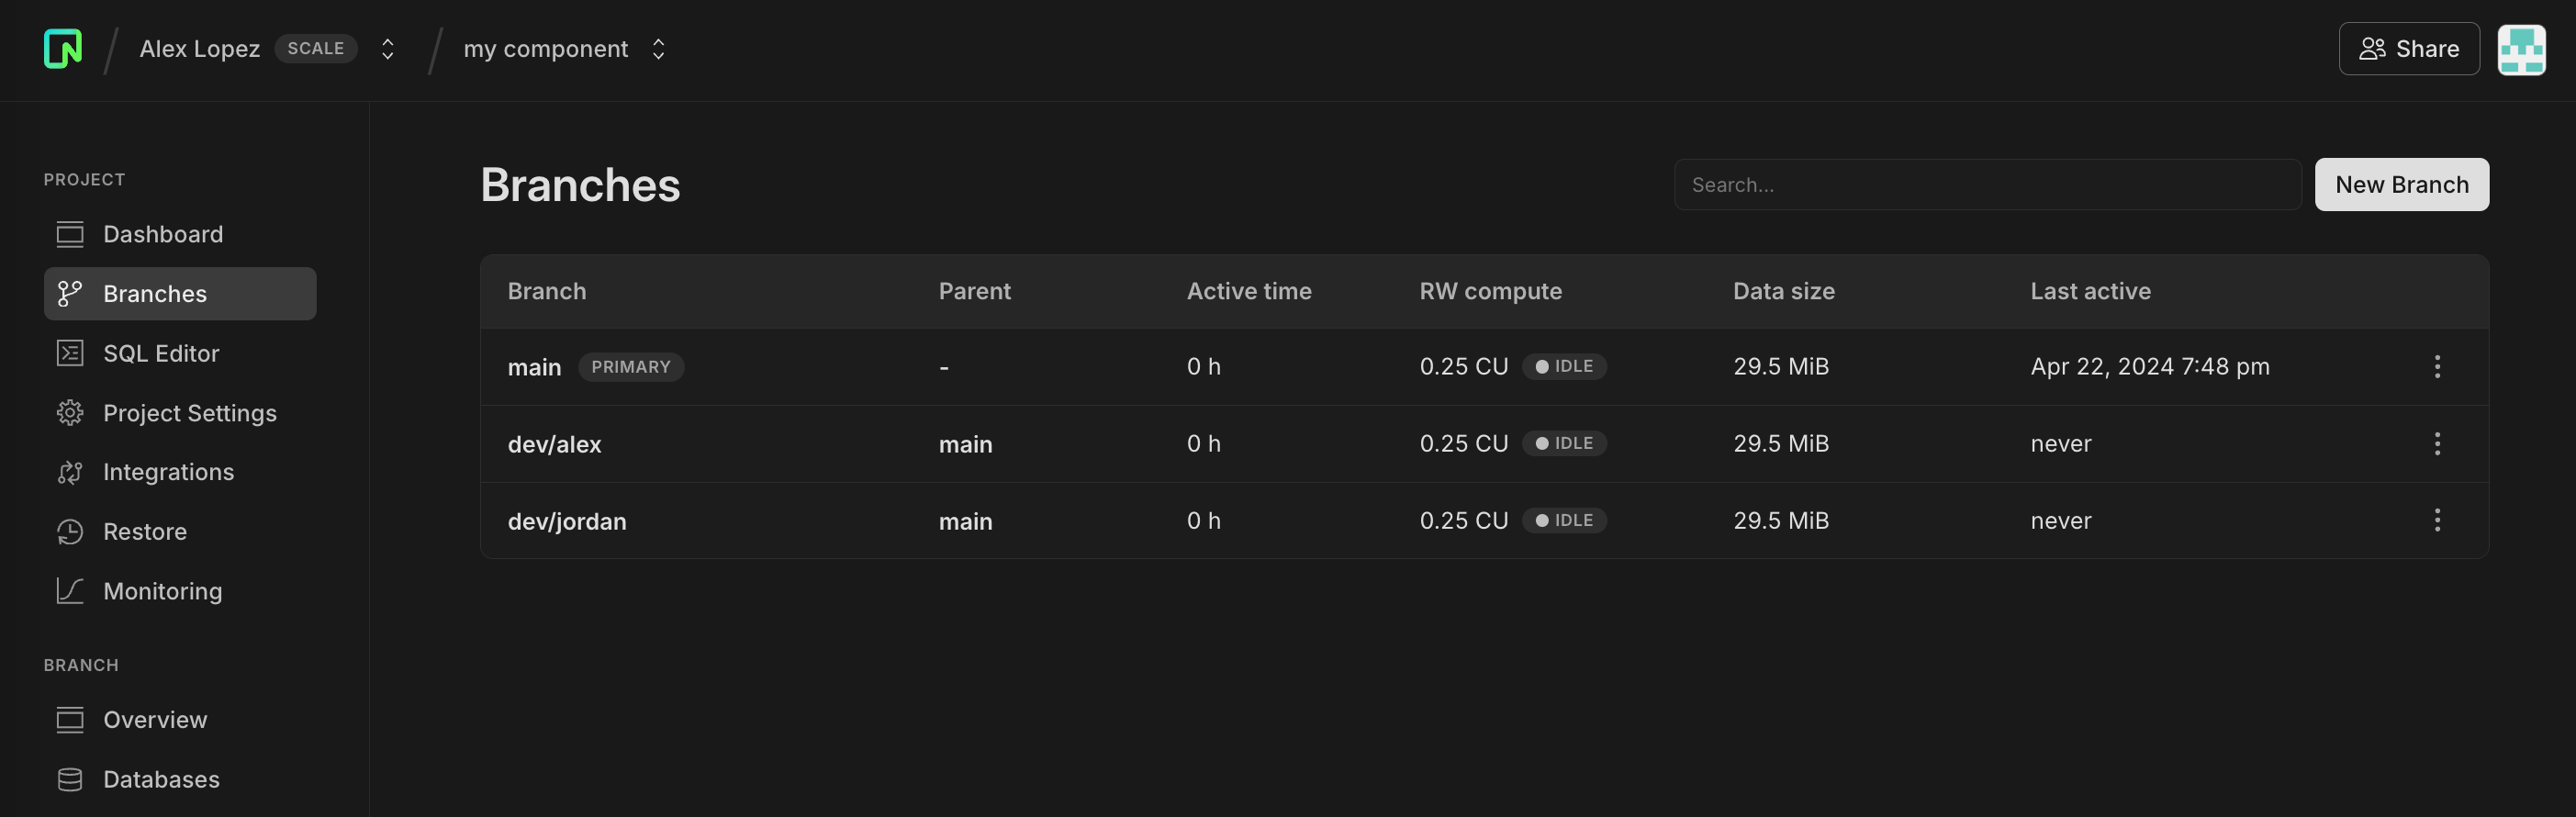 Alex Lopez SCALE my component Share
PROJECT
Dashboard
Branches
SQL Editor
Project Settings
Integrations
Restore
Monitoring
BRANCH
Overview
Databases
Branches Search... New Branch
Branch Parent Active time RW compute Data size Last active
main PRIMARY - 0 h 0.25 CU IDLE 29.5 MiB Apr 22, 2024 7:48 pm
dev/alex main 0 h 0.25 CU IDLE 29.5 MiB never
dev/jordan main 0 h 0.25 CU IDLE 29.5 MiB never